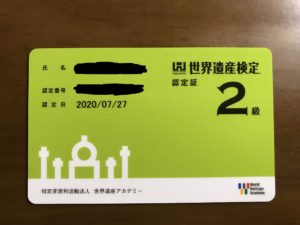 氏名
世界遺産検定
認定証
認定番号
2級
認定日 2020/07/27
特定非営利活動法人 世界遺産アカデミー
World
Heritage
Academy